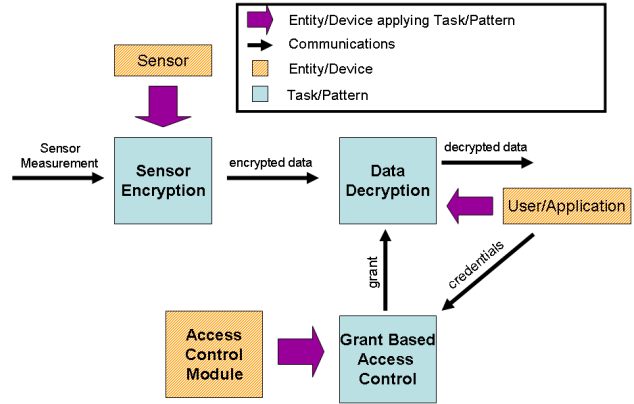 Entity/Device applying Task/Pattern
Communications
Entity/Device
Task/Pattern
Sensor
Sensor
Measurement
Sensor
Encryption
encrypted data
Data
Decryption
decrypted data
User/Application
credentials
grant
Access
Control
Module
Grant Based
Access
Control